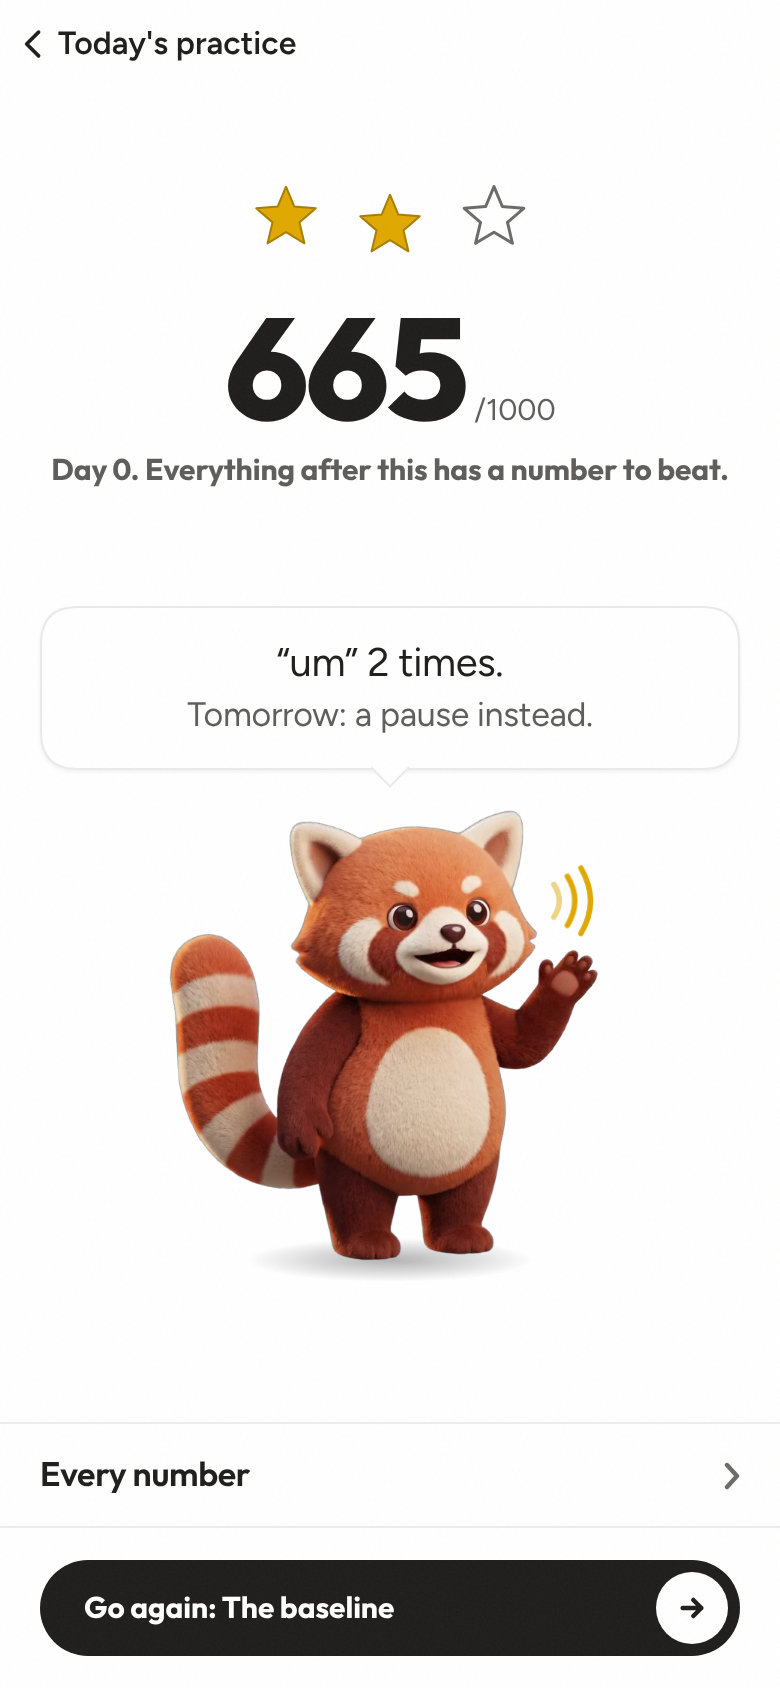 Today's practice
665 /1000
Day 0. Everything after this has a number to beat.
“um” 2 times.
Tomorrow: a pause instead.
Every number
Go again: The baseline